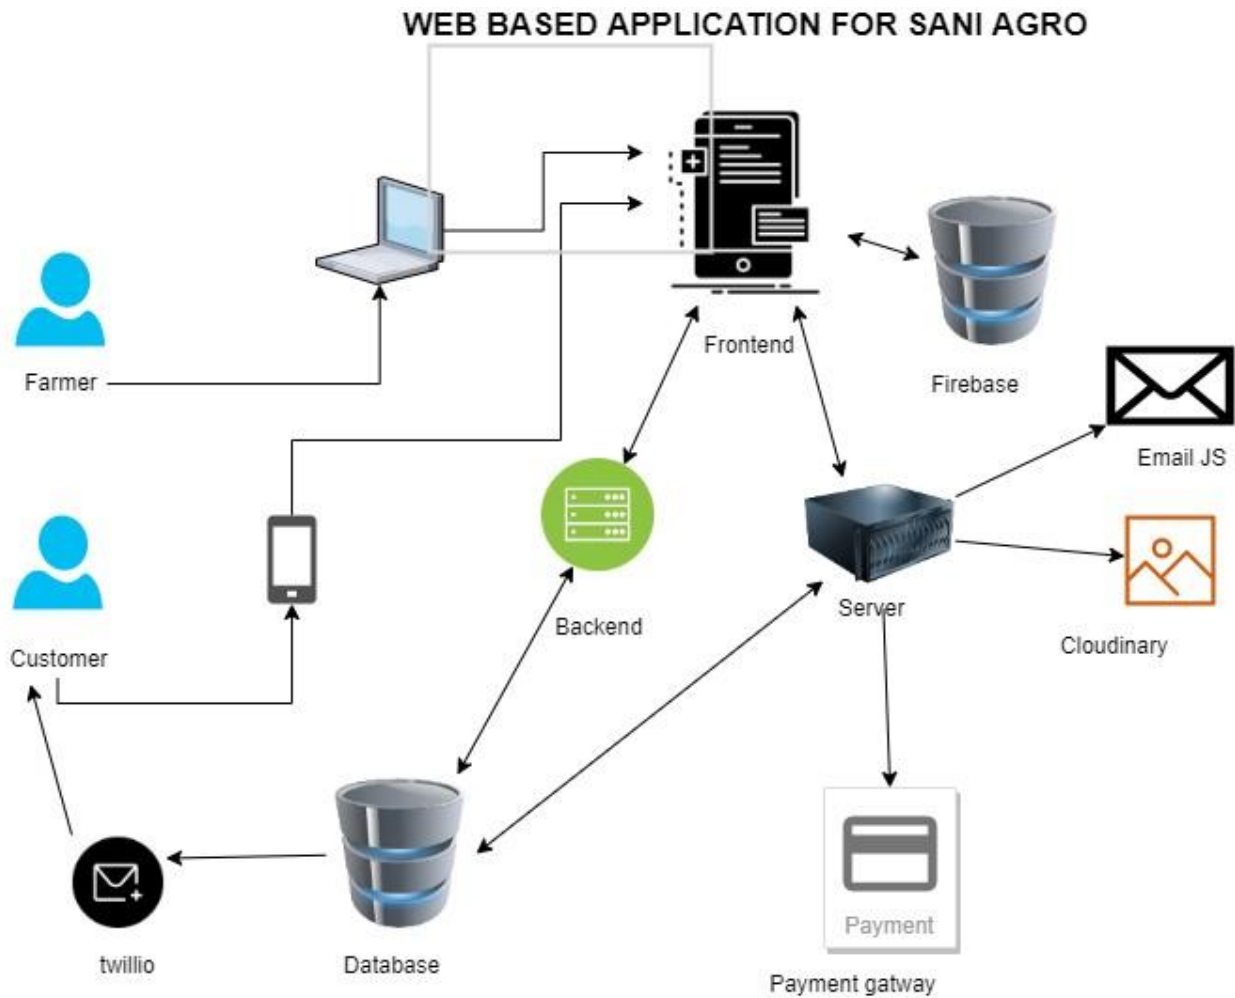 WEB BASED APPLICATION FOR SANI AGRO
Frontend
Farmer
Firebase
Email JS
Server
Backend
Cloudinary
Customer
Payment
twillio
Database
Payment gatway